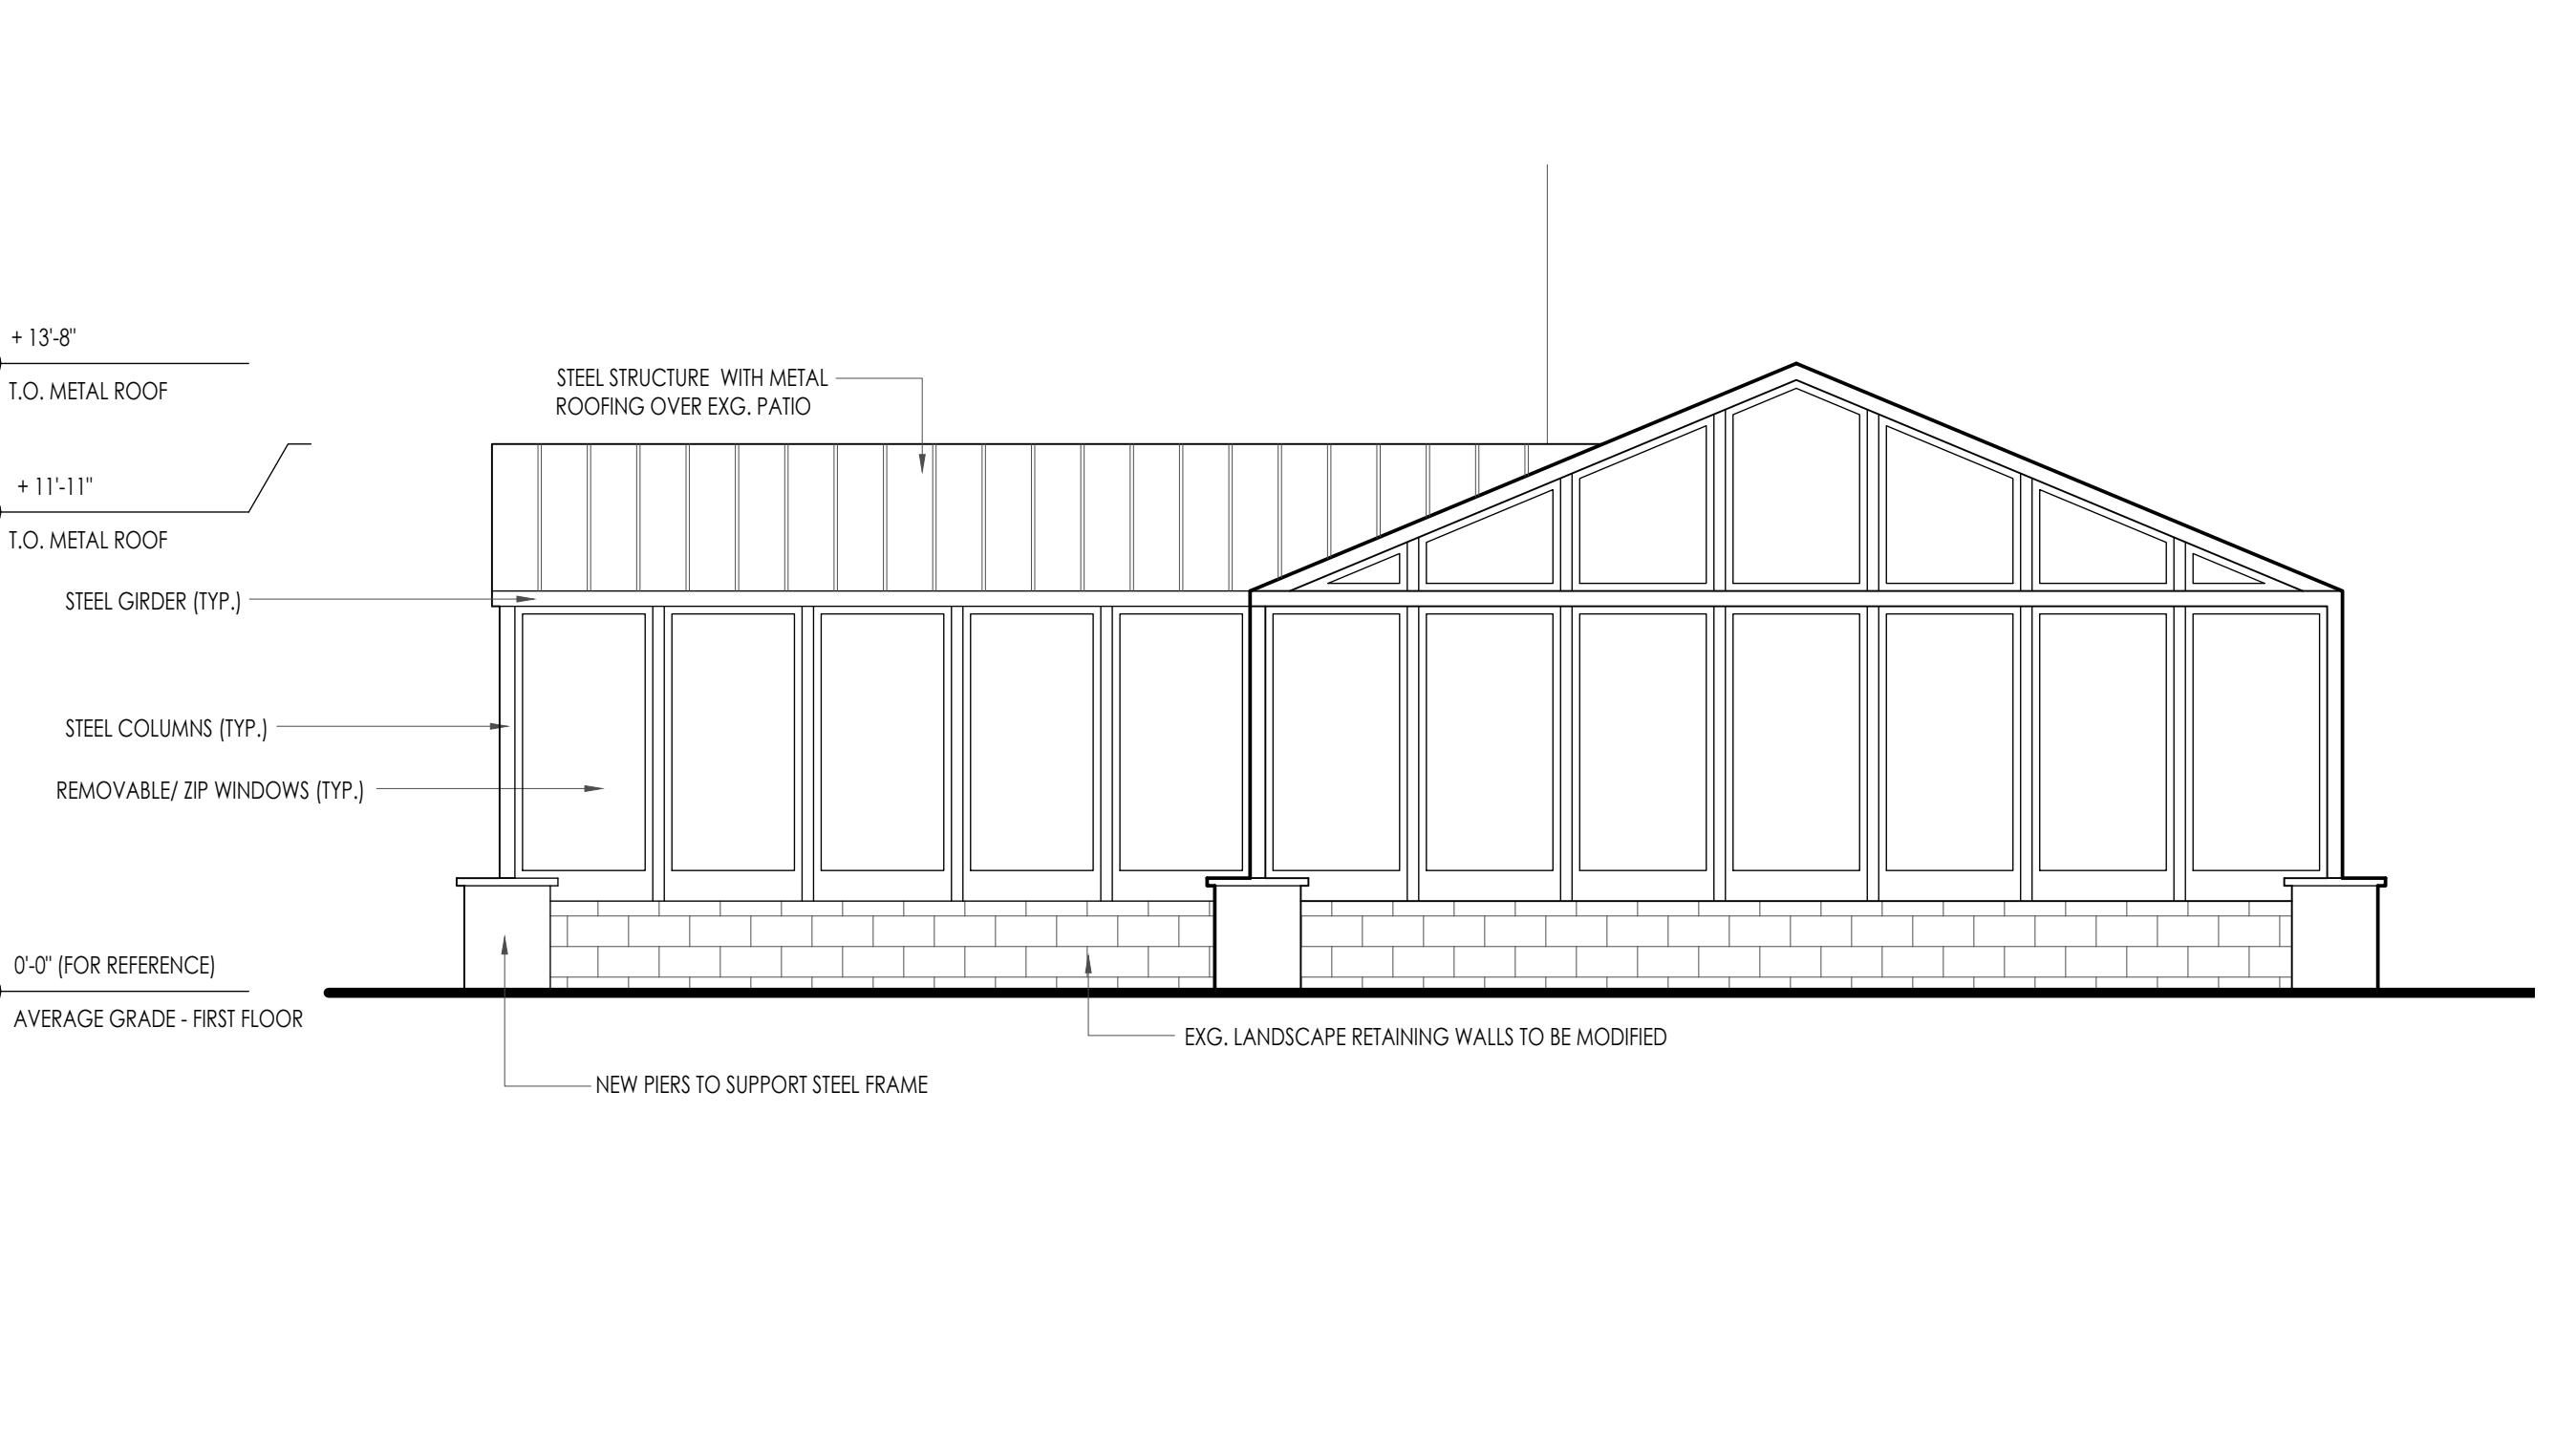 + 13'-8"
T.O. METAL ROOF
STEEL STRUCTURE  WITH METAL
ROOFING OVER EXG. PATIO
+ 11'-11"
T.O. METAL ROOF
STEEL GIRDER (TYP.)
STEEL COLUMNS (TYP.)
REMOVABLE/ ZIP WINDOWS (TYP.)
0'-0" (FOR REFERENCE)
AVERAGE GRADE - FIRST FLOOR
EXG. LANDSCAPE RETAINING WALLS TO BE MODIFIED
NEW PIERS TO SUPPORT STEEL FRAME